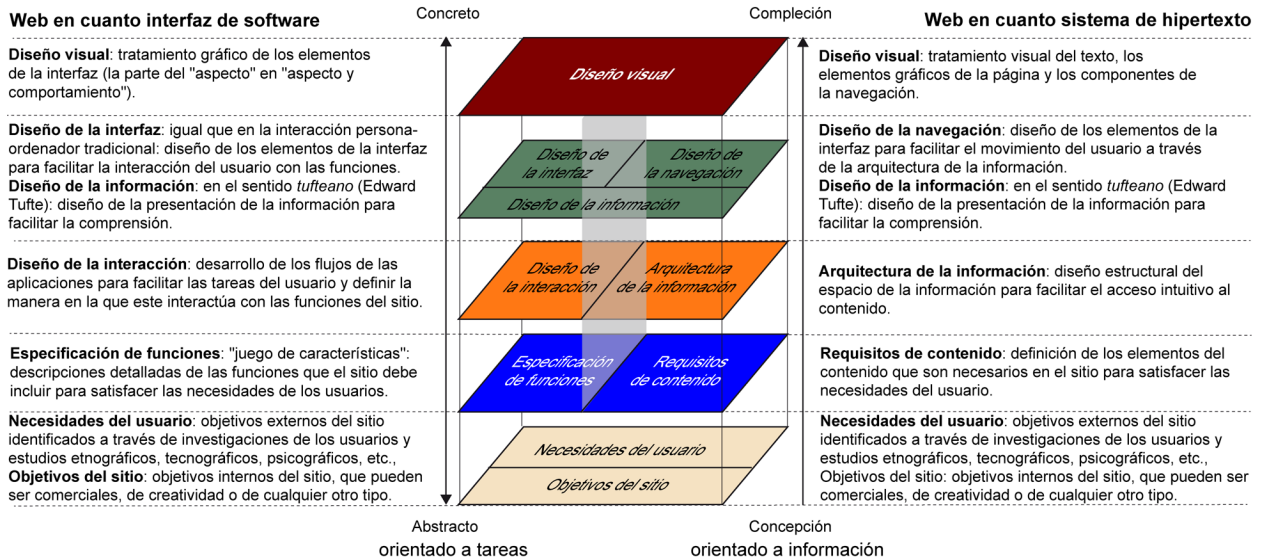 Web en cuanto interfaz de software
Concreto
Compleción
Web en cuanto sistema de hipertexto
Diseño visual: tratamiento gráfico de los elementos
de la interfaz (la parte del "aspecto" en "aspecto y
comportamiento").
Diseño visual
Diseño visual: tratamiento visual del texto, los
elementos gráficos de la página y los componentes de
la navegación.
Diseño de la interfaz: igual que en la interacción persona-
ordenador tradicional: diseño de los elementos de la interfaz
para facilitar la interacción del usuario con las funciones.
Diseño de la información: en el sentido tufteano (Edward
Tufte): diseño de la presentación de la información para
facilitar la comprensión.
Diseño de
la interfaz
Diseño de
la navegación
Diseño de la información
Diseño de la navegación: diseño de los elementos de la
interfaz para facilitar el movimiento del usuario a través
de la arquitectura de la información.
Diseño de la información: en el sentido tufteano (Edward
Tufte): diseño de la presentación de la información para
facilitar la comprensión.
Diseño de la interacción: desarrollo de los flujos de las
aplicaciones para facilitar las tareas del usuario y definir la
manera en la que este interactúa con las funciones del sitio.
Diseño de
la interacción
Arquitectura
de la información
Arquitectura de la información: diseño estructural del
espacio de la información para facilitar el acceso intuitivo al
contenido.
Especificación de funciones: "juego de características":
descripciones detalladas de las funciones que el sitio debe
incluir para satisfacer las necesidades de los usuarios.
Especificación
de funciones
Requisitos
de contenido
Requisitos de contenido: definición de los elementos del
contenido que son necesarios en el sitio para satisfacer las
necesidades del usuario.
Necesidades del usuario: objetivos externos del sitio
identificados a través de investigaciones de los usuarios y
estudios etnográficos, tecnográficos, psicográficos, etc.,
Objetivos del sitio: objetivos internos del sitio, que pueden
ser comerciales, de creatividad o de cualquier otro tipo.
Necesidades del usuario
Objetivos del sitio
Necesidades del usuario: objetivos externos del sitio
identificados a través de investigaciones de los usuarios y
estudios etnográficos, tecnográficos, psicográficos, etc.,
Objetivos del sitio: objetivos internos del sitio, que pueden
ser comerciales, de creatividad o de cualquier otro tipo.
Abstracto
Concepción
orientado a tareas
orientado a información